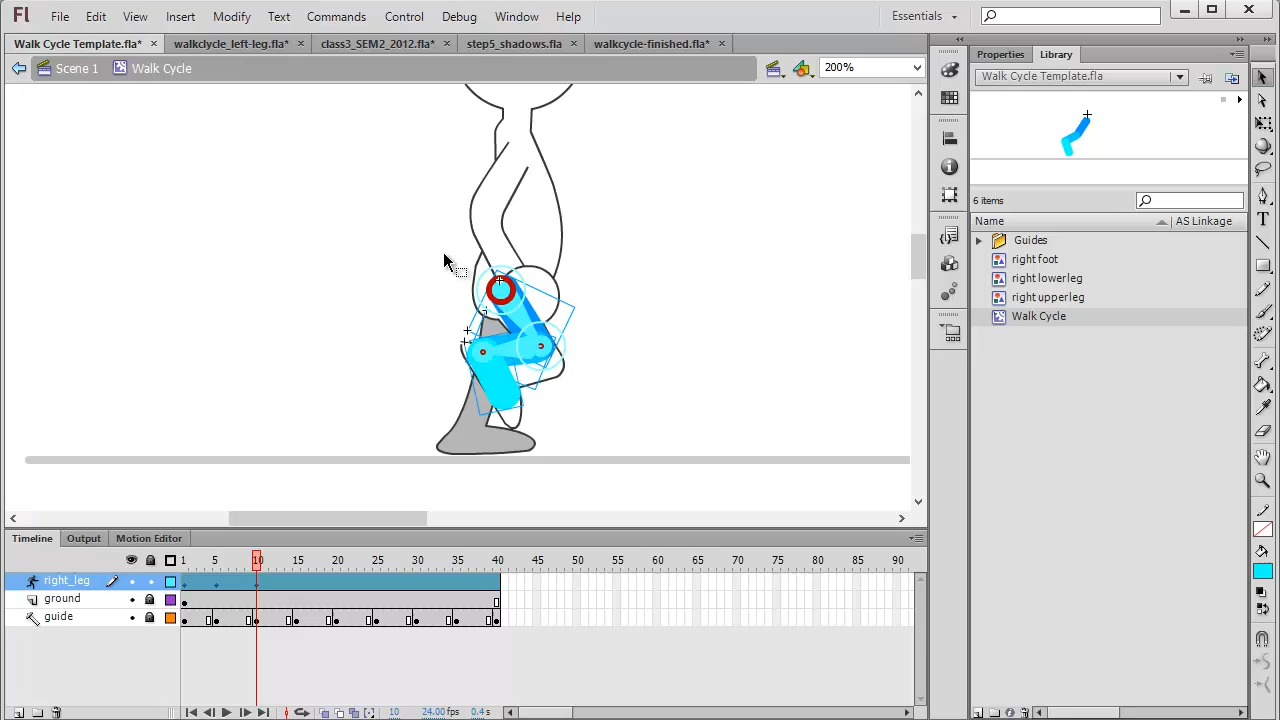 Fl File Edit View Insert Modify Text Commands Control Debug Window Help Essentials
Walk Cycle Template.fla* × walkclycle_left-leg.fla* × class3_SEM2_2012.fla* × step5_shadows.fla × walkcycle-finished.fla* ×
Properties Library
Scene 1 Walk Cycle 200%
Walk Cycle Template.fla
6 items
Name AS Linkage
Guides
right foot
right lowerleg
right upperleg
Walk Cycle
Timeline Output Motion Editor
1 5 10 15 20 25 30 35 40 45 50 55 60 65 70 75 80 85 90
right_leg
ground
guide
10 24.00 fps 0.4 s